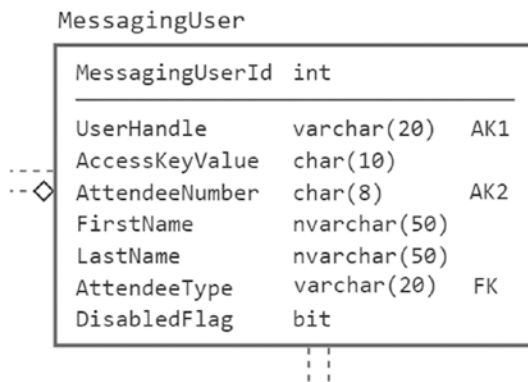 MessagingUser
MessagingUserId int
UserHandle varchar(20) AK1
AccessKeyValue char(10)
AttendeeNumber char(8) AK2
FirstName nvarchar(50)
LastName nvarchar(50)
AttendeeType varchar(20) FK
DisabledFlag bit